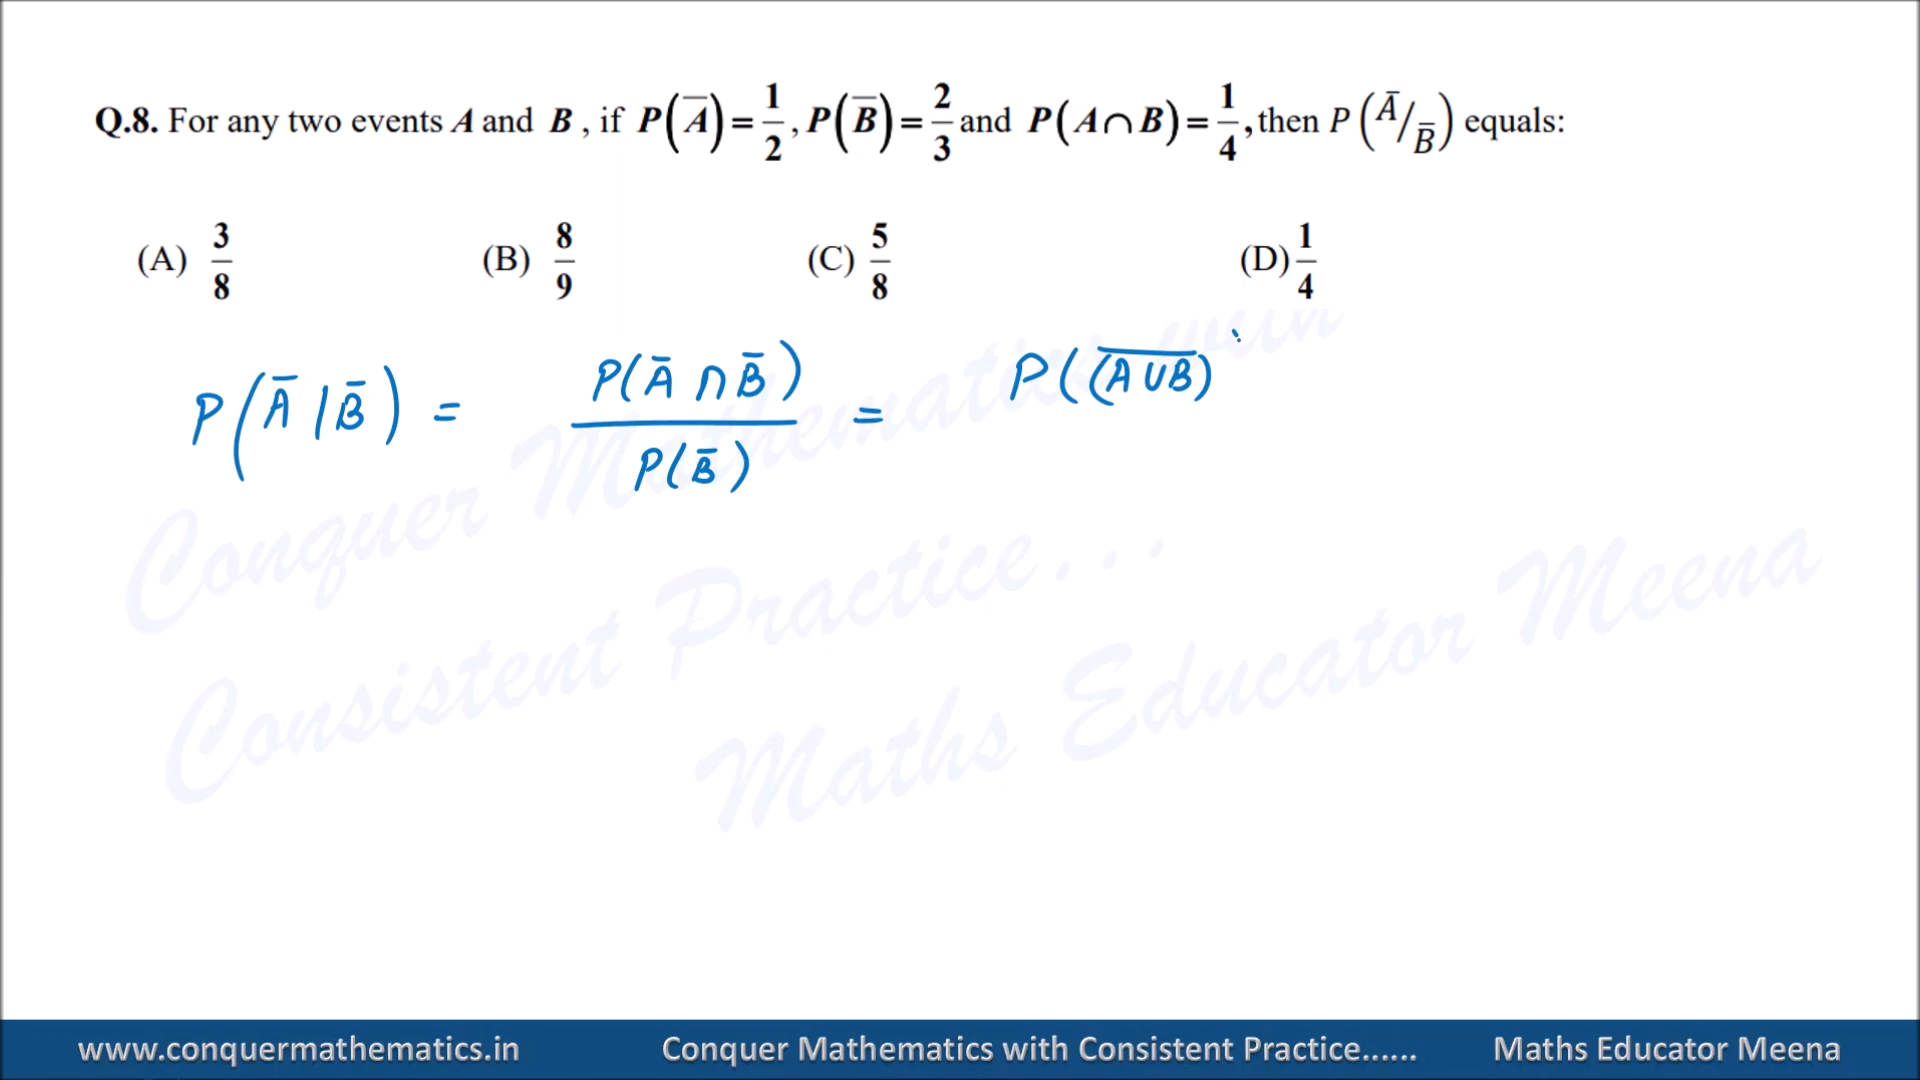 Q.8. For any two events A and B , if P(A̅) = 1/2 , P(B̅) = 2/3 and P(A∩B) = 1/4 , then P(A̅/B̅) equals:
(A) 3/8 (B) 8/9 (C) 5/8 (D) 1/4
P(A̅|B̅) = P(A̅ ∩ B̅) / P(B̅) = P((A∪B)̅
Conquer Mathematics with
Consistent Practice...
Maths Educator Meena
www.conquermathematics.in Conquer Mathematics with Consistent Practice...... Maths Educator Meena